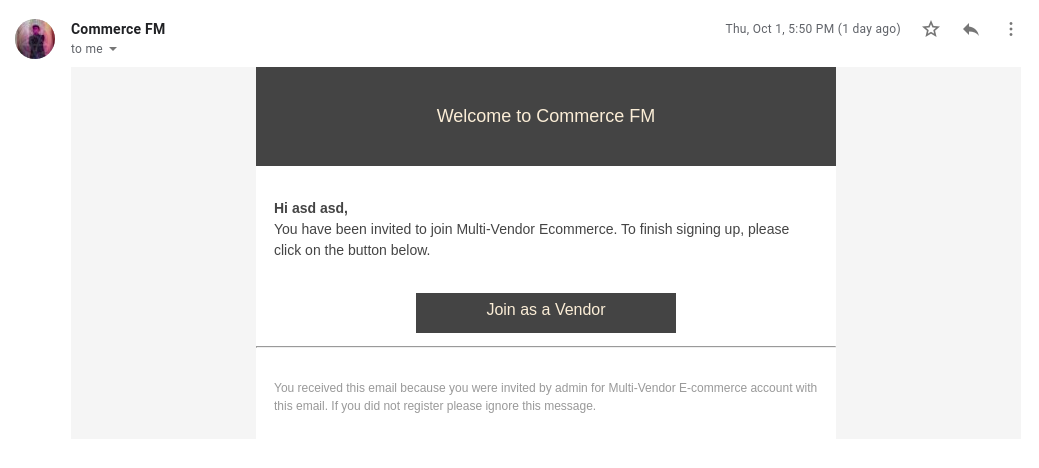 Commerce FM
Thu, Oct 1, 5:50 PM (1 day ago)
to me
Welcome to Commerce FM
Hi asd asd,
You have been invited to join Multi-Vendor Ecommerce. To finish signing up, please
click on the button below.
Join as a Vendor
You received this email because you were invited by admin for Multi-Vendor E-commerce account with
this email. If you did not register please ignore this message.